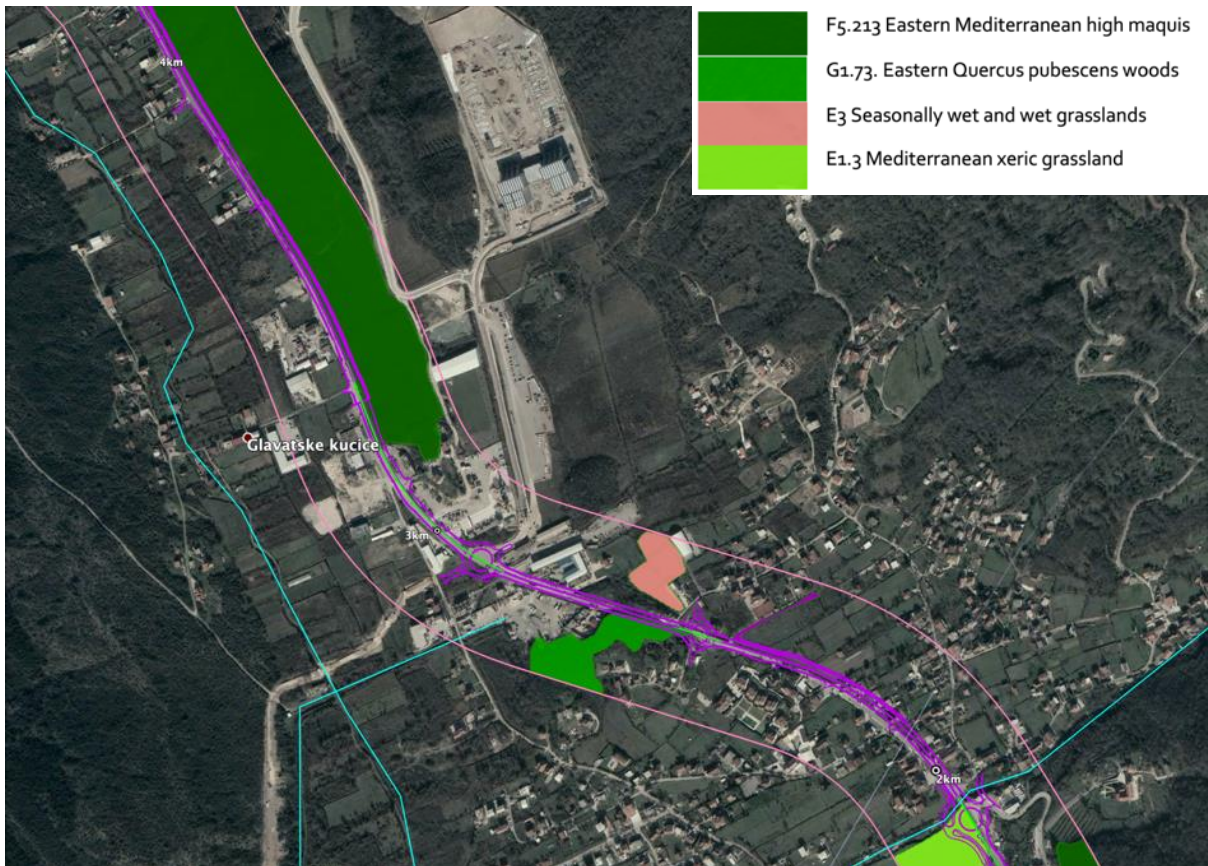 F5.213 Eastern Mediterranean high maquis
G1.73. Eastern Quercus pubescens woods
E3 Seasonally wet and wet grasslands
E1.3 Mediterranean xeric grassland
4km
Glavatske kucice
3km
2km